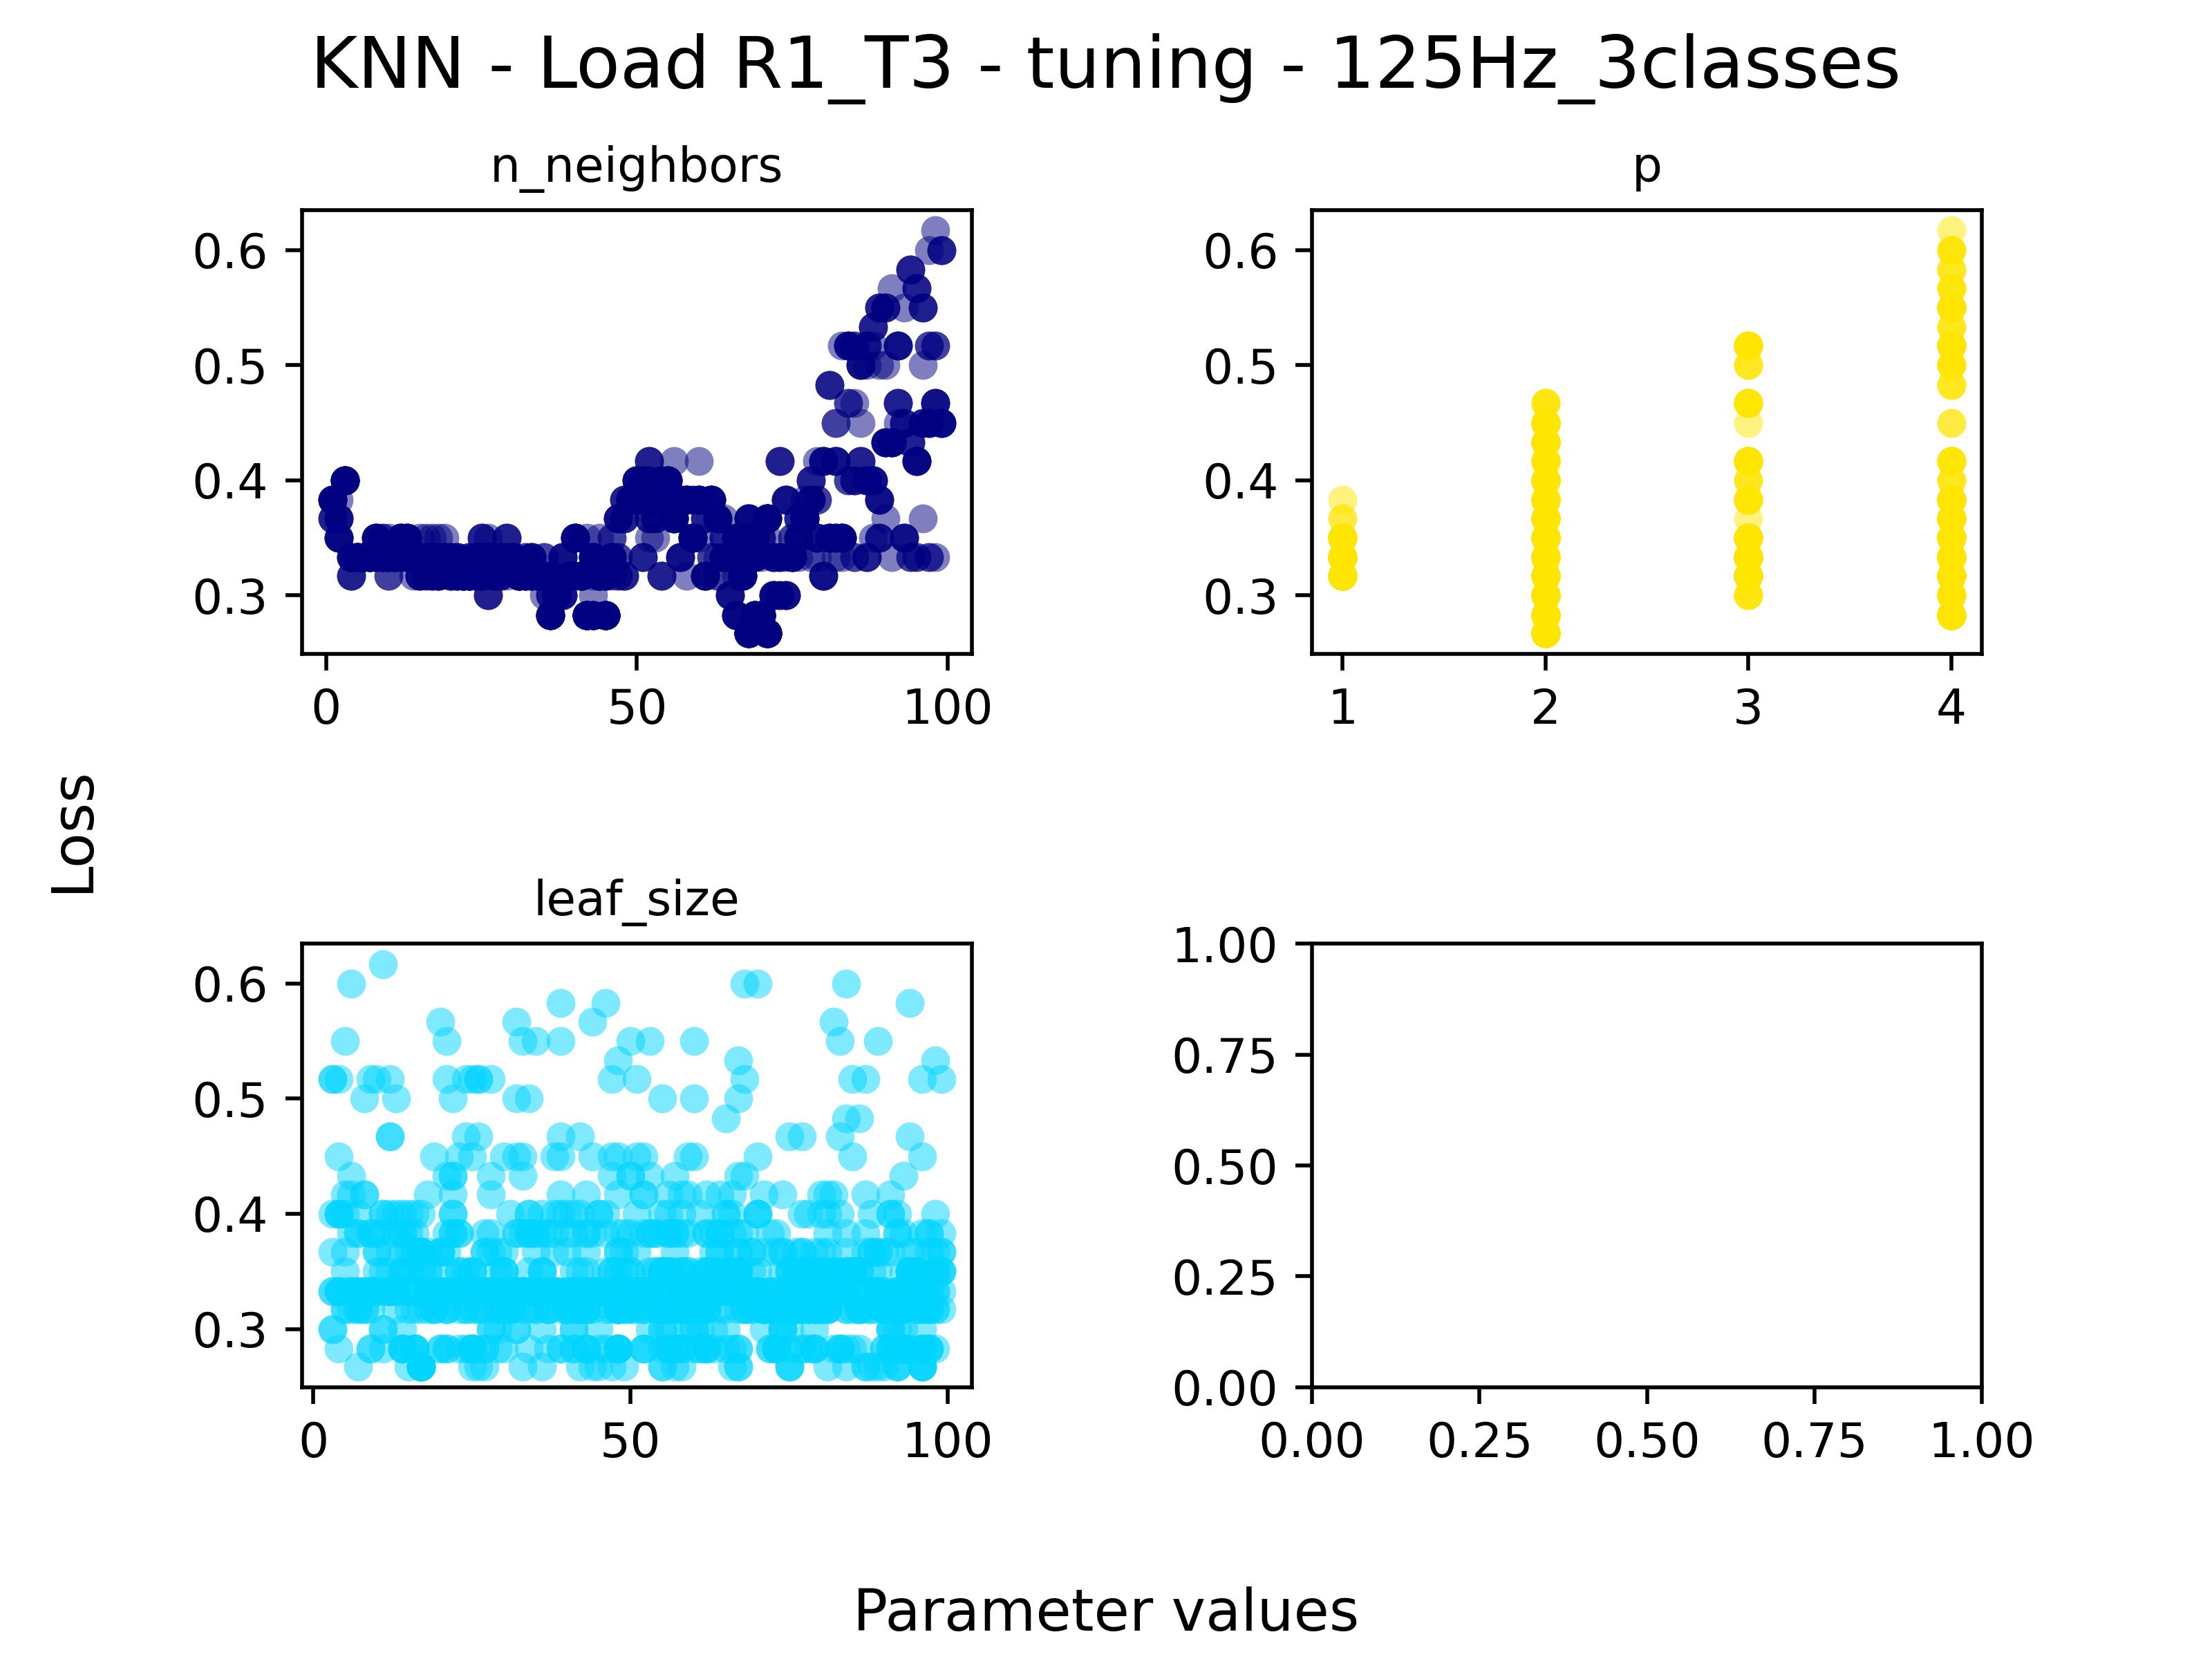 KNN - Load R1_T3 - tuning - 125Hz_3classes
n_neighbors
0.6
0.5
0.4
0.3
0 50 100
p
0.6
0.5
0.4
0.3
1 2 3 4
Loss
leaf_size
0.6
0.5
0.4
0.3
0 50 100
1.00
0.75
0.50
0.25
0.00
0.00 0.25 0.50 0.75 1.00
Parameter values